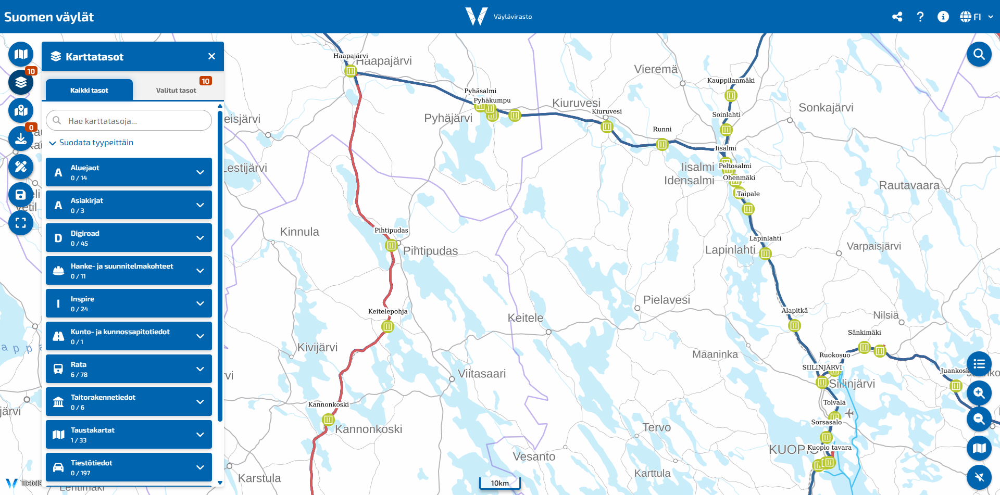 Suomen väylät
Väylävirasto
FI
10
0
Karttatasot
Kaikki tasot
Valitut tasot
10
Hae karttatasoja...
Suodata tyypeittäin
A
Aluejaot
0 / 14
A
Asiakirjat
0 / 3
D
Digiroad
0 / 45
Hanke- ja suunnitelmakohteet
0 / 11
I
Inspire
0 / 24
Kunto- ja kunnossapitotiedot
0 / 1
Rata
6 / 78
Taitorakennetiedot
0 / 6
Taustakartat
1 / 33
Tiestötiedot
0 / 197
Haapajärvi
Haapajärvi
Vieremä
Kauppilanmäki
Pyhäsalmi
Pyhäkumpu
Kiuruvesi
Kiuruvesi
Sonkajärvi
Soinlahti
eisjärvi
Pyhäjärvi
Runni
Iisalmi
Lestijärvi
Iisalmi
Idensalmi
Peltosalmi
Ohenmäki
Rautavaara
Taipale
Vetil
Kinnula
Pihtipudas
Pihtipudas
Lapinlahti
Lapinlahti
Varpaisjärvi
Pielavesi
Alapitkä
Keitelepohja
Keitele
Nilsiä
Sänkimäki
Kivijärvi
Maaninka
Ruokosuo
SIILINJÄRVI
Juankosk
rvi
Viitasaari
Siilinjärvi
Kannonkoski
Toivala
järvi
Sorsasalo
Kannonkoski
Tervo
KUOPIO
Kuopio tavara
Vesanto
Karstula
Karttula
Lehtimäki
10km